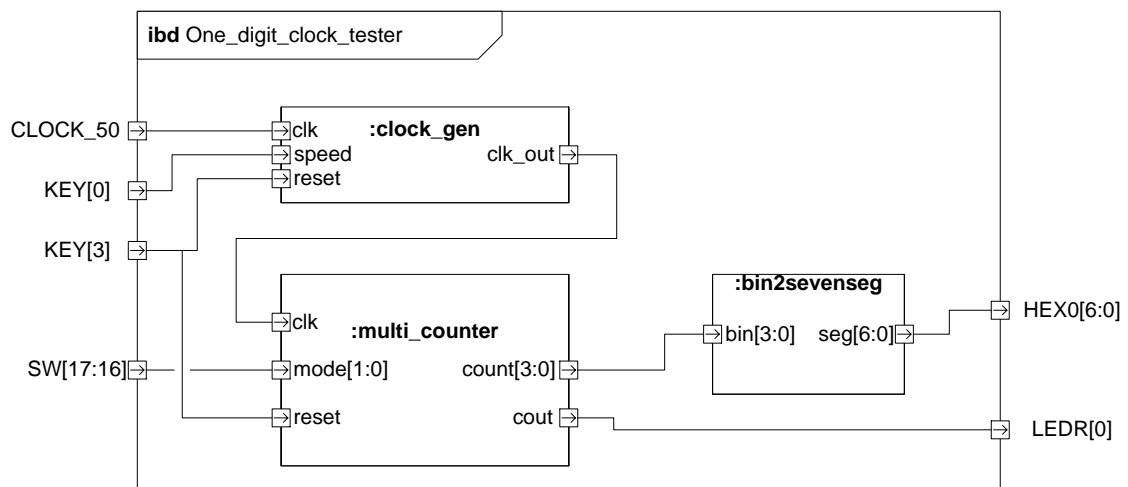 ibd One_digit_clock_tester
CLOCK_50
KEY[0]
KEY[3]
SW[17:16]
:clock_gen
clk
speed
reset
clk_out
:multi_counter
clk
mode[1:0]
reset
count[3:0]
cout
:bin2sevenseg
bin[3:0]
seg[6:0]
HEX0[6:0]
LEDR[0]